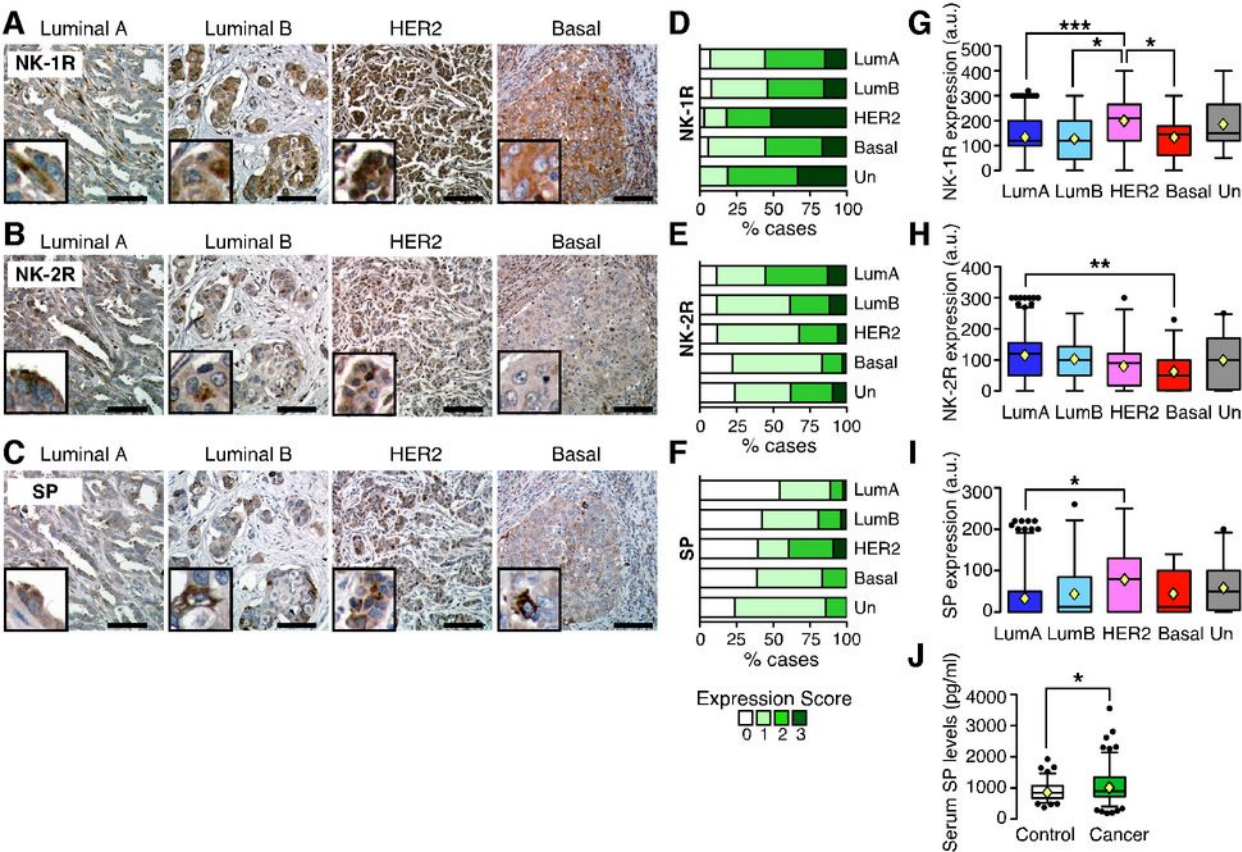 A
Luminal A
Luminal B
HER2
Basal
NK-1R
B
Luminal A
Luminal B
HER2
Basal
NK-2R
C
Luminal A
Luminal B
HER2
Basal
SP
D
NK-1R
LumA
LumB
HER2
Basal
Un
0 25 50 75 100
% cases
E
NK-2R
LumA
LumB
HER2
Basal
Un
0 25 50 75 100
% cases
F
SP
LumA
LumB
HER2
Basal
Un
0 25 50 75 100
% cases
Expression Score
0 1 2 3
G
NK-1R expression (a.u.)
500
400
300
200
100
0
***
* *
LumA LumB HER2 Basal Un
H
NK-2R expression (a.u.)
400
300
200
100
0
**
LumA LumB HER2 Basal Un
I
SP expression (a.u.)
300
200
100
0
*
LumA LumB HER2 Basal Un
J
Serum SP levels (pg/ml)
4000
3000
2000
1000
0
*
Control Cancer